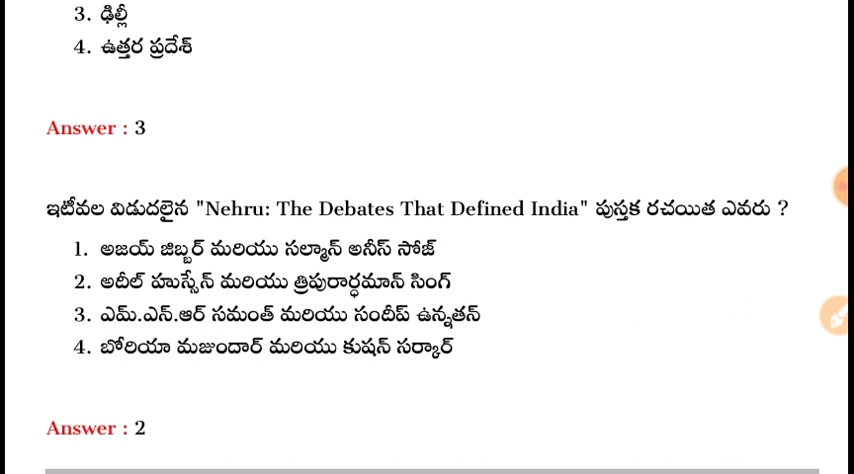 3. ఢిల్లీ
4. ఉత్తర ప్రదేశ్
Answer : 3
ఇటీవల విడుదలైన "Nehru: The Debates That Defined India" పుస్తక రచయిత ఎవరు ?
1. అజయ్ జిబ్బర్ మరియు సల్మాన్ అనీస్ సోజ్
2. అదీల్ హుస్సేన్ మరియు త్రిపురార్ధమాన్ సింగ్
3. ఎమ్.ఎన్.ఆర్ సమంత్ మరియు సందీప్ ఉన్నతన్
4. బోరియా మజుందార్ మరియు కుషన్ సర్కార్
Answer : 2